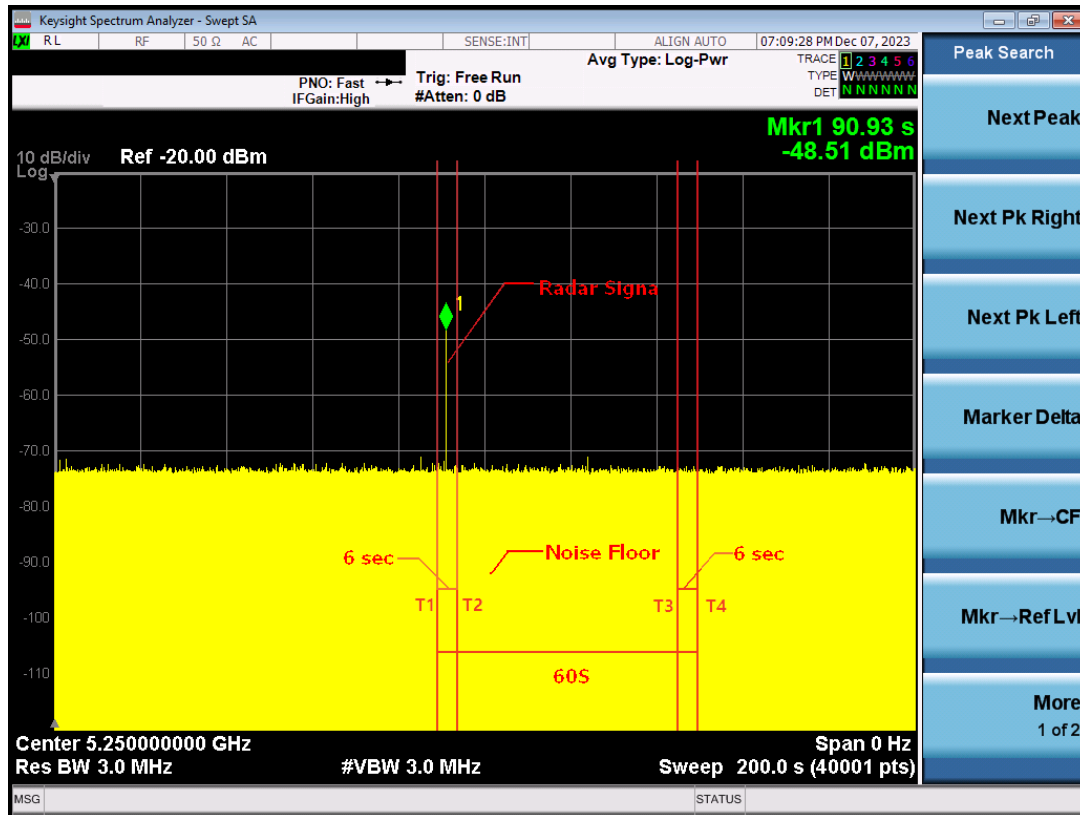 Keysight Spectrum Analyzer - Swept SA
LXI RL RF 50 Ω AC SENSE:INT ALIGN AUTO 07:09:28 PM Dec 07, 2023
PNO: Fast
IFGain:High
Trig: Free Run
#Atten: 0 dB
Avg Type: Log-Pwr
TRACE 1 2 3 4 5 6
TYPE WWWWWWW
DET N N N N N N
Mkr1 90.93 s
-48.51 dBm
10 dB/div Ref -20.00 dBm
Log
-30.0
-40.0
-50.0
-60.0
-70.0
-80.0
-90.0
-100
-110
1
Radar Signa
6 sec
Noise Floor
6 sec
T1 T2 T3 T4
60S
Center 5.250000000 GHz Span 0 Hz
Res BW 3.0 MHz #VBW 3.0 MHz Sweep 200.0 s (40001 pts)
MSG STATUS
Peak Search
Next Peak
Next Pk Right
Next Pk Left
Marker Delta
Mkr→CF
Mkr→Ref Lvl
More
1 of 2